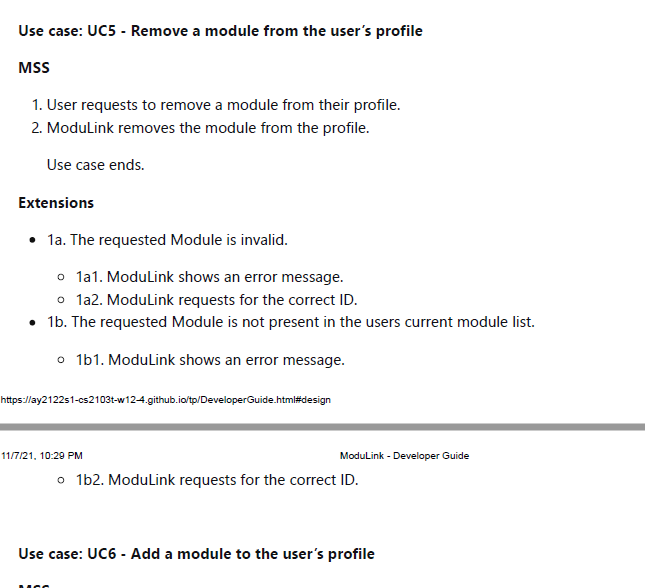 Use case: UC5 - Remove a module from the user’s profile
MSS
1. User requests to remove a module from their profile.
2. ModuLink removes the module from the profile.
Use case ends.
Extensions
• 1a. The requested Module is invalid.
◦ 1a1. ModuLink shows an error message.
◦ 1a2. ModuLink requests for the correct ID.
• 1b. The requested Module is not present in the users current module list.
◦ 1b1. ModuLink shows an error message.
https://ay2122s1-cs2103t-w12-4.github.io/tp/DeveloperGuide.html#design
11/7/21, 10:29 PM ModuLink - Developer Guide
◦ 1b2. ModuLink requests for the correct ID.
Use case: UC6 - Add a module to the user’s profile
MSS